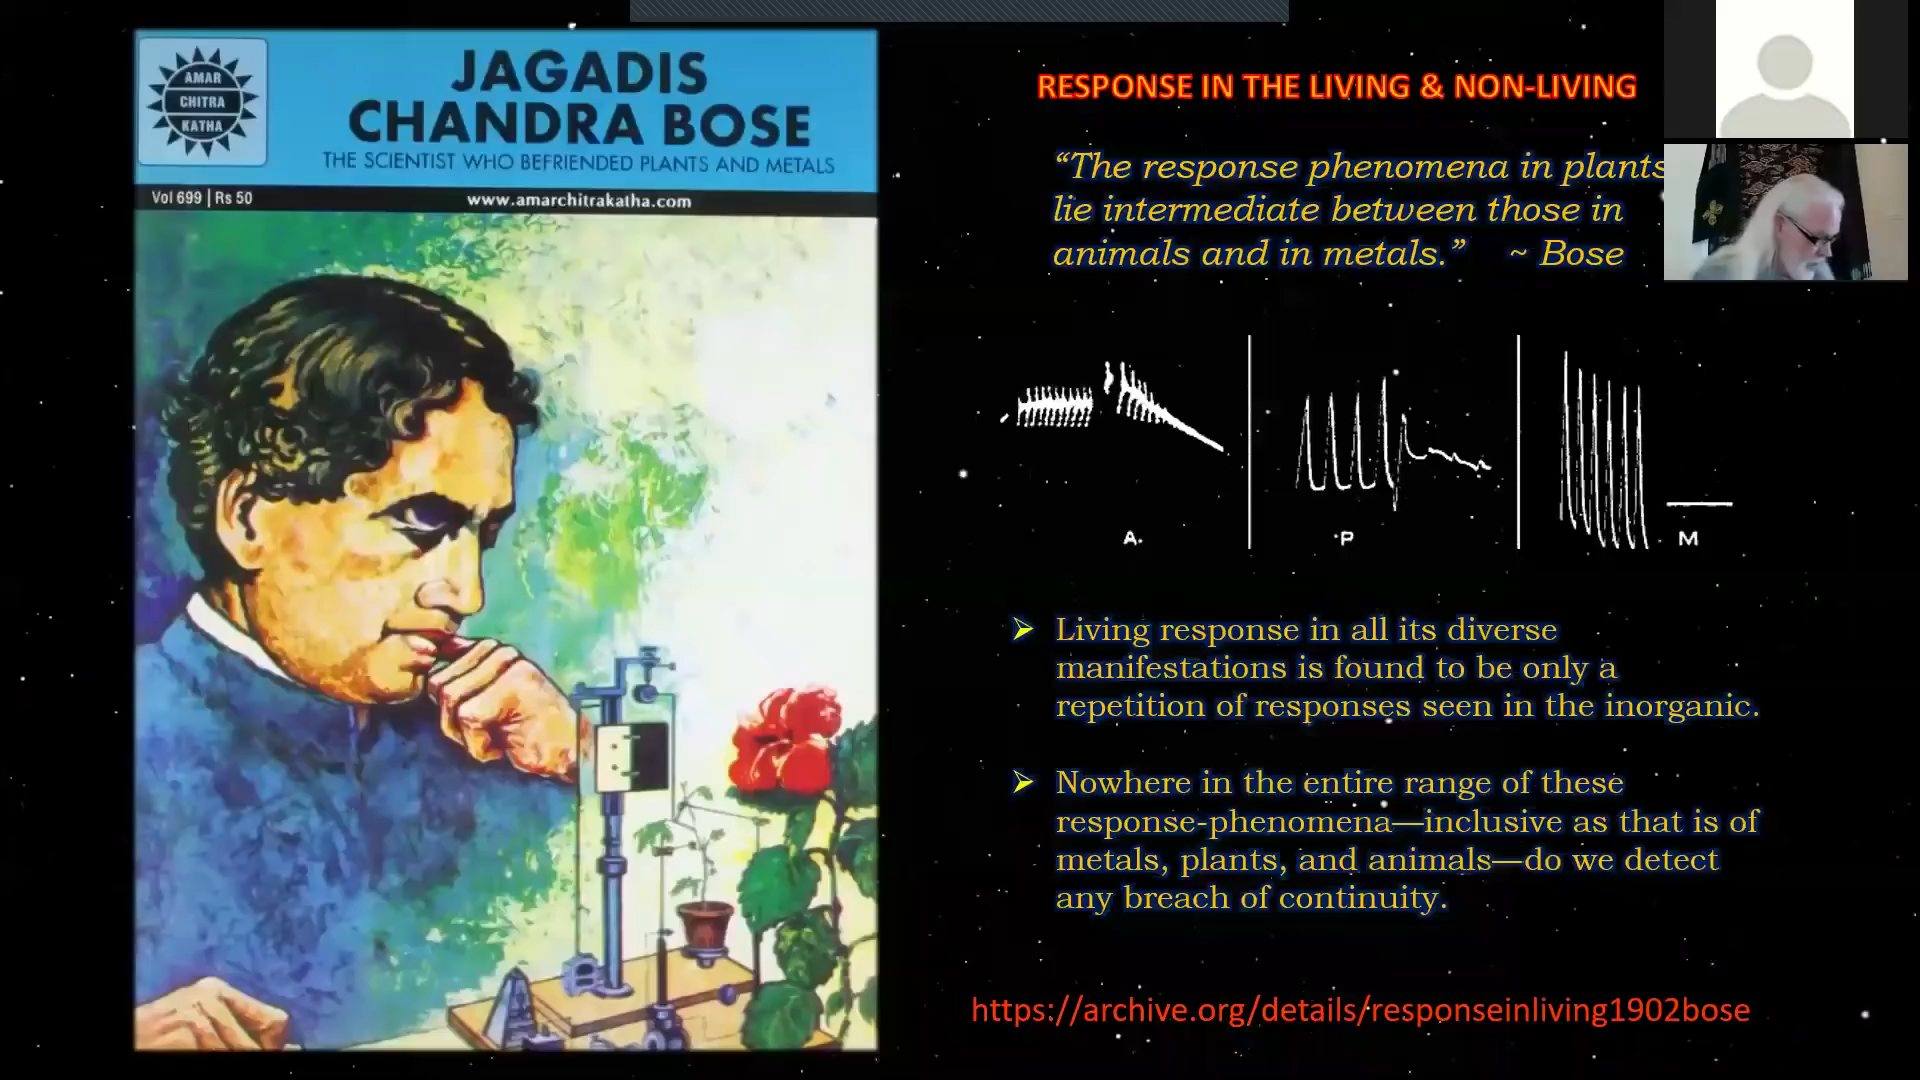 AMAR
CHITRA
KATHA
JAGADIS
CHANDRA BOSE
THE SCIENTIST WHO BEFRIENDED PLANTS AND METALS
Vol 699 | Rs 50
www.amarchitrakatha.com
RESPONSE IN THE LIVING & NON-LIVING
“The response phenomena in plants
lie intermediate between those in
animals and in metals.” ~ Bose
A. P M
➢ Living response in all its diverse
manifestations is found to be only a
repetition of responses seen in the inorganic.
➢ Nowhere in the entire range of these
response-phenomena—inclusive as that is of
metals, plants, and animals—do we detect
any breach of continuity.
https://archive.org/details/responseinliving1902bose